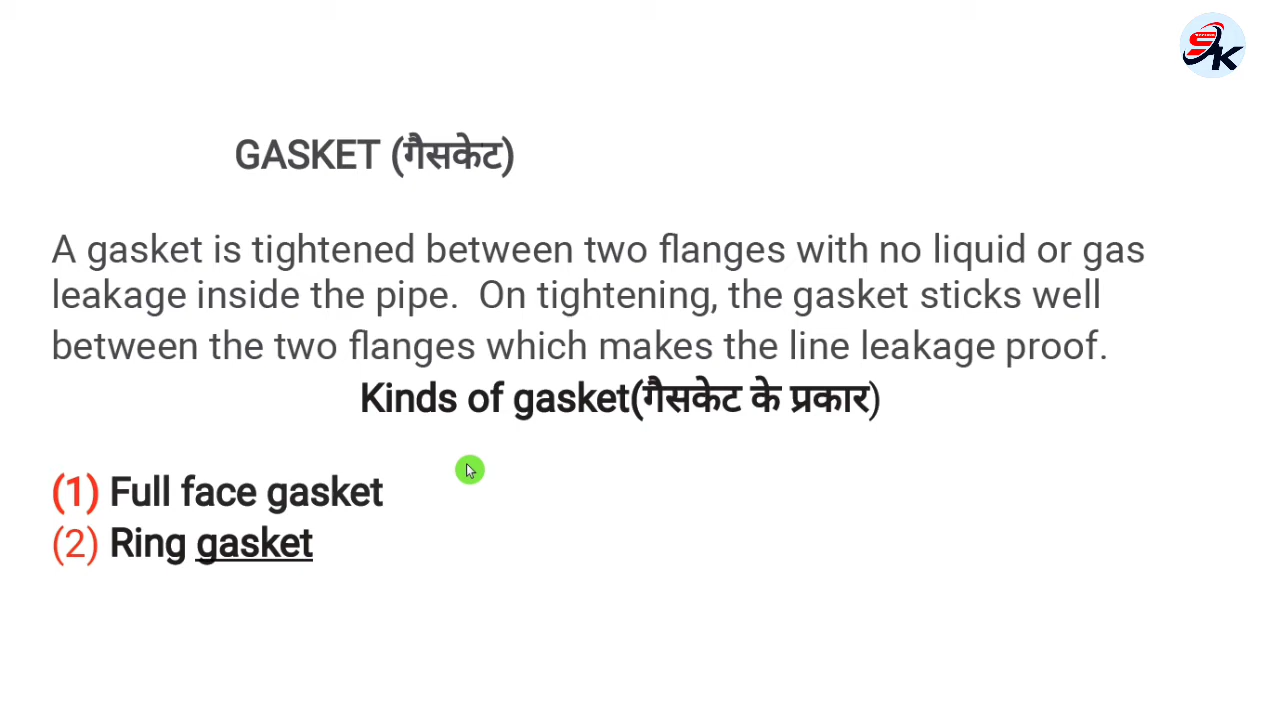 SK
GASKET (गैसकेट)
A gasket is tightened between two flanges with no liquid or gas
leakage inside the pipe.  On tightening, the gasket sticks well
between the two flanges which makes the line leakage proof.
Kinds of gasket(गैसकेट के प्रकार)
(1) Full face gasket
(2) Ring gasket